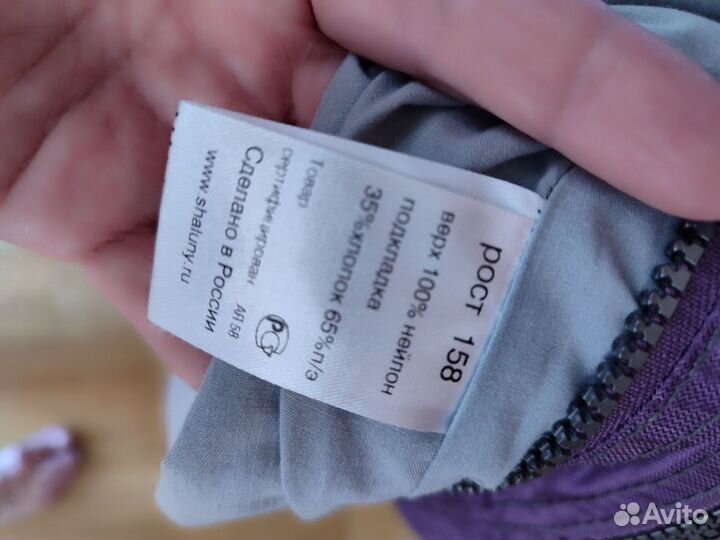 рост 158
верх 100% нейлон
подкладка
35%хлопок 65%п/э
Товар
сертифицирован
РСТ
Сделано в России
АЯ 58
www.shaluny.ru
Avito